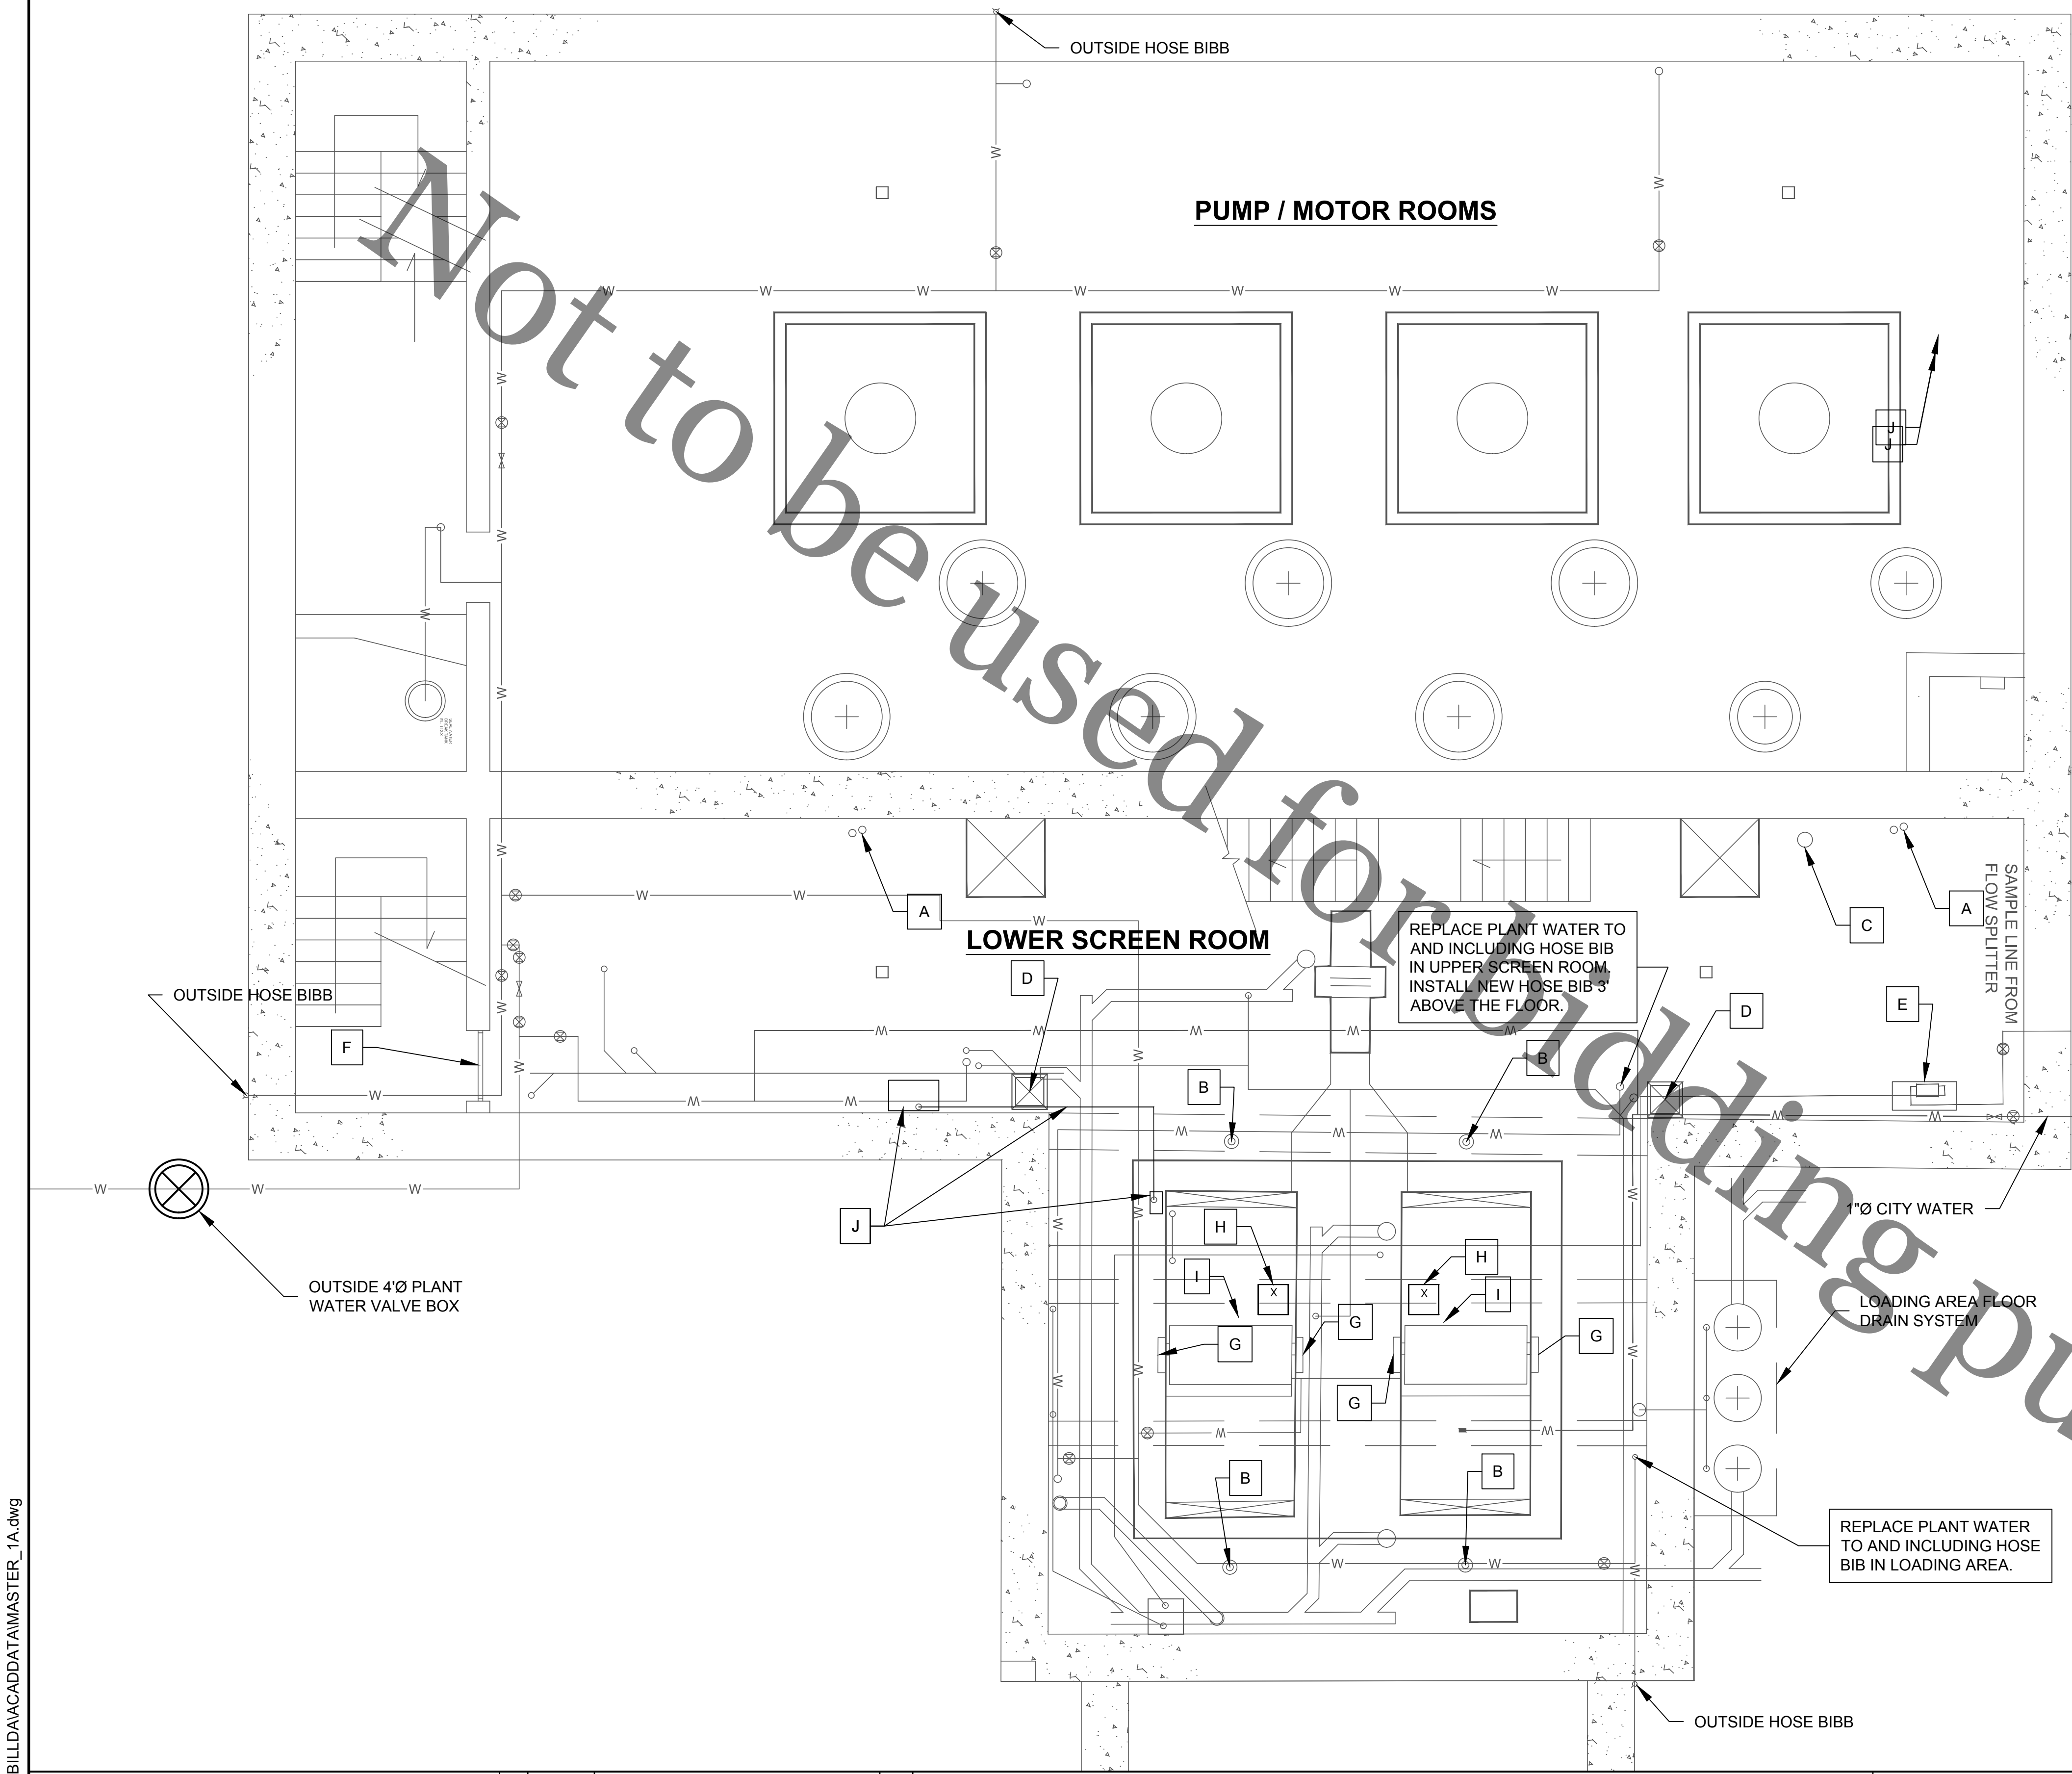 OUTSIDE HOSE BIBB
W
W
PUMP / MOTOR ROOMS
W W W W W W W
W
J
J
W
W
W
SEAL WATER
BREAK TANK
W
W W
A
W
LOWER SCREEN ROOM
REPLACE PLANT WATER TO
AND INCLUDING HOSE BIB
IN UPPER SCREEN ROOM.
INSTALL NEW HOSE BIB 3'
ABOVE THE FLOOR.
C
A
SAMPLE LINE FROM
FLOW SPLITTER
OUTSIDE HOSE BIBB
D
D
E
F
W
W W W W W
B
B
W
W
W
W W
W W
W W W
W W W
J
W
W
W
1"Ø CITY WATER
H
H
I
I
X
X
OUTSIDE 4'Ø PLANT
WATER VALVE BOX
LOADING AREA FLOOR
DRAIN SYSTEM
G
G
G
G
W
W
W
W
W
B
B
REPLACE PLANT WATER
TO AND INCLUDING HOSE
BIB IN LOADING AREA.
W W
W
OUTSIDE HOSE BIBB
BILLDA\ACADDATA\MASTER_1A.dwg
Not to be used for bidding pu